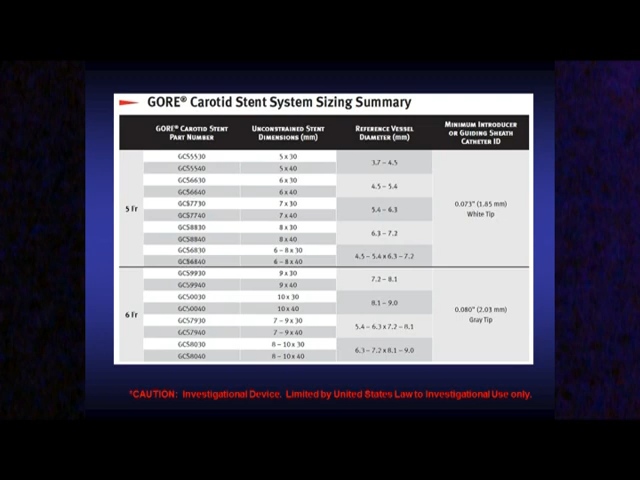 GORE® Carotid Stent System Sizing Summary
GORE® CAROTID STENT PART NUMBER UNCONSTRAINED STENT DIMENSIONS (mm) REFERENCE VESSEL DIAMETER (mm) MINIMUM INTRODUCER OR GUIDING SHEATH CATHETER ID
5 Fr
GCS5530 5 x 30 3.7 – 4.5
GCS5540 5 x 40
GCS6630 6 x 30 4.5 – 5.4
GCS6640 6 x 40
GCS7730 7 x 30 5.4 – 6.3
GCS7740 7 x 40
GCS8830 8 x 30 6.3 – 7.2
GCS8840 8 x 40
GCS6830 6 – 8 x 30 4.5 – 5.4 x 6.3 – 7.2
GCS6840 6 – 8 x 40
0.073" (1.85 mm)
White Tip
6 Fr
GCS9930 9 x 30 7.2 – 8.1
GCS9940 9 x 40
GCS0030 10 x 30 8.1 – 9.0
GCS0040 10 x 40
GCS7930 7 – 9 x 30 5.4 – 6.3 x 7.2 – 8.1
GCS7940 7 – 9 x 40
GCS8030 8 – 10 x 30 6.3 – 7.2 x 8.1 – 9.0
GCS8040 8 – 10 x 40
0.080" (2.03 mm)
Gray Tip
*CAUTION: Investigational Device. Limited by United States Law to Investigational Use only.